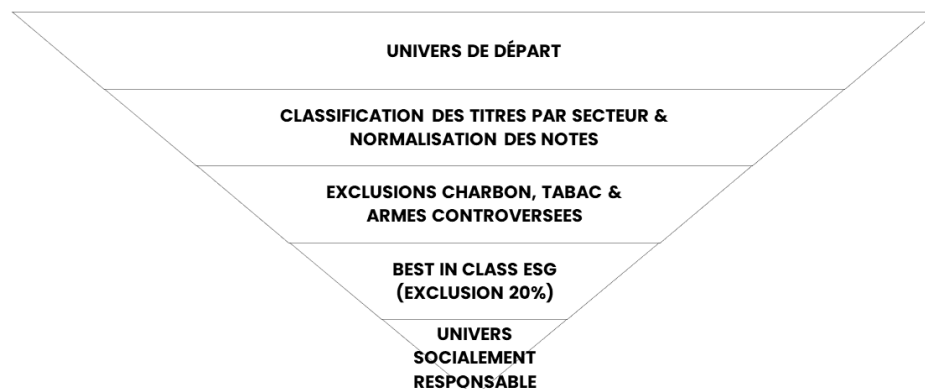 UNIVERS DE DÉPART
CLASSIFICATION DES TITRES PAR SECTEUR &
NORMALISATION DES NOTES
EXCLUSIONS CHARBON, TABAC &
ARMES CONTROVERSEES
BEST IN CLASS ESG
(EXCLUSION 20%)
UNIVERS
SOCIALEMENT
RESPONSABLE